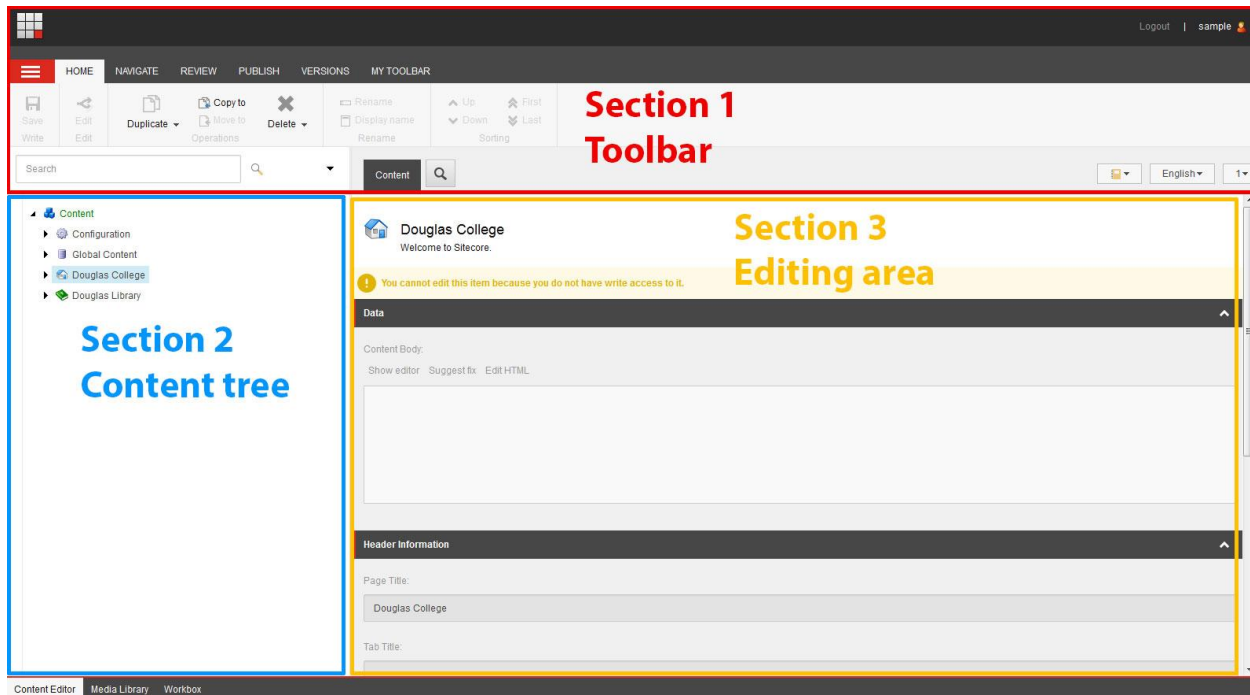 Logout | sample
HOME NAVIGATE REVIEW PUBLISH VERSIONS MY TOOLBAR
Save Edit Duplicate Copy to Move to Delete Rename Display name Up Down First Last
Write Edit Operations Rename Sorting
Section 1
Toolbar
Search Content English 1
Content
Configuration
Global Content
Douglas College
Douglas Library
Section 2
Content tree
Douglas College
Welcome to Sitecore.
Section 3
Editing area
You cannot edit this item because you do not have write access to it.
Data
Content Body:
Show editor Suggest fix Edit HTML
Header Information
Page Title:
Douglas College
Tab Title:
Content Editor Media Library Workbox